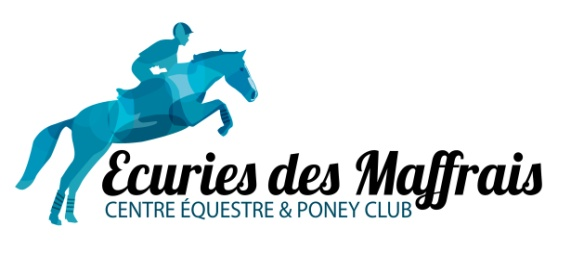 Ecuries des Maffrais
CENTRE ÉQUESTRE & PONEY CLUB